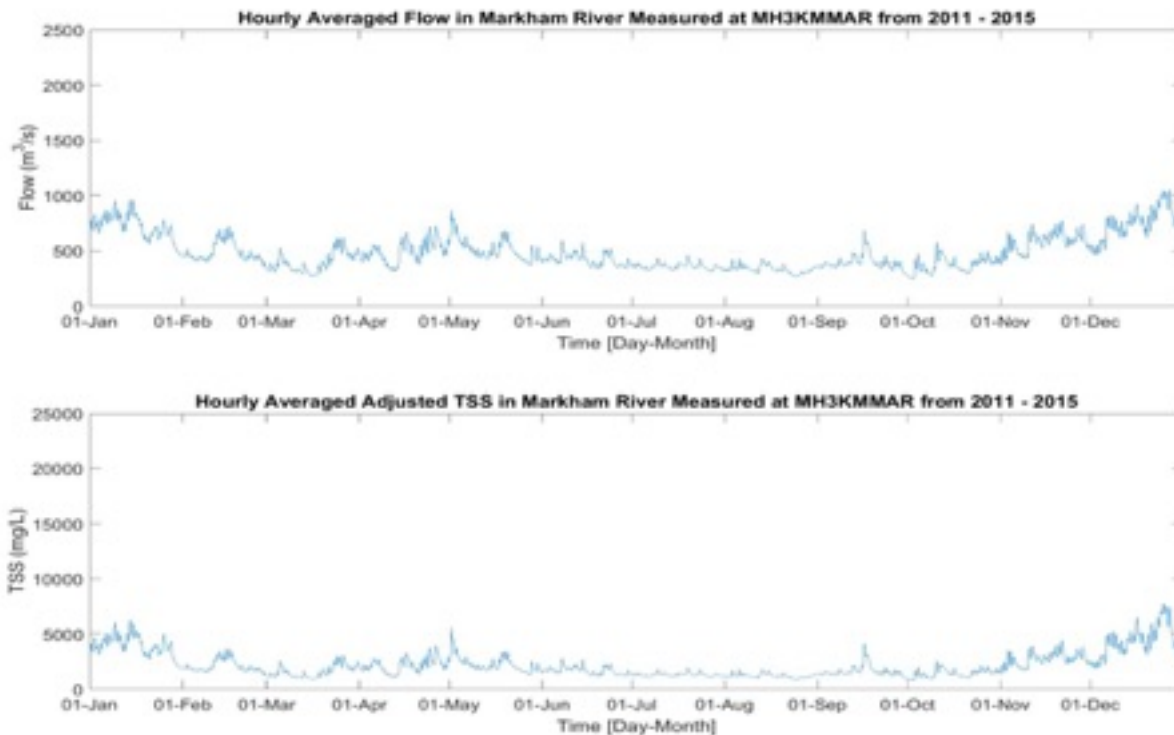 Hourly Averaged Flow in Markham River Measured at MH3KMMAR from 2011 - 2015
2500
2000
1500
1000
500
0
Flow (m³/s)
01-Jan 01-Feb 01-Mar 01-Apr 01-May 01-Jun 01-Jul 01-Aug 01-Sep 01-Oct 01-Nov 01-Dec
Time [Day-Month]
Hourly Averaged Adjusted TSS in Markham River Measured at MH3KMMAR from 2011 - 2015
25000
20000
15000
10000
5000
0
TSS (mg/L)
01-Jan 01-Feb 01-Mar 01-Apr 01-May 01-Jun 01-Jul 01-Aug 01-Sep 01-Oct 01-Nov 01-Dec
Time [Day-Month]